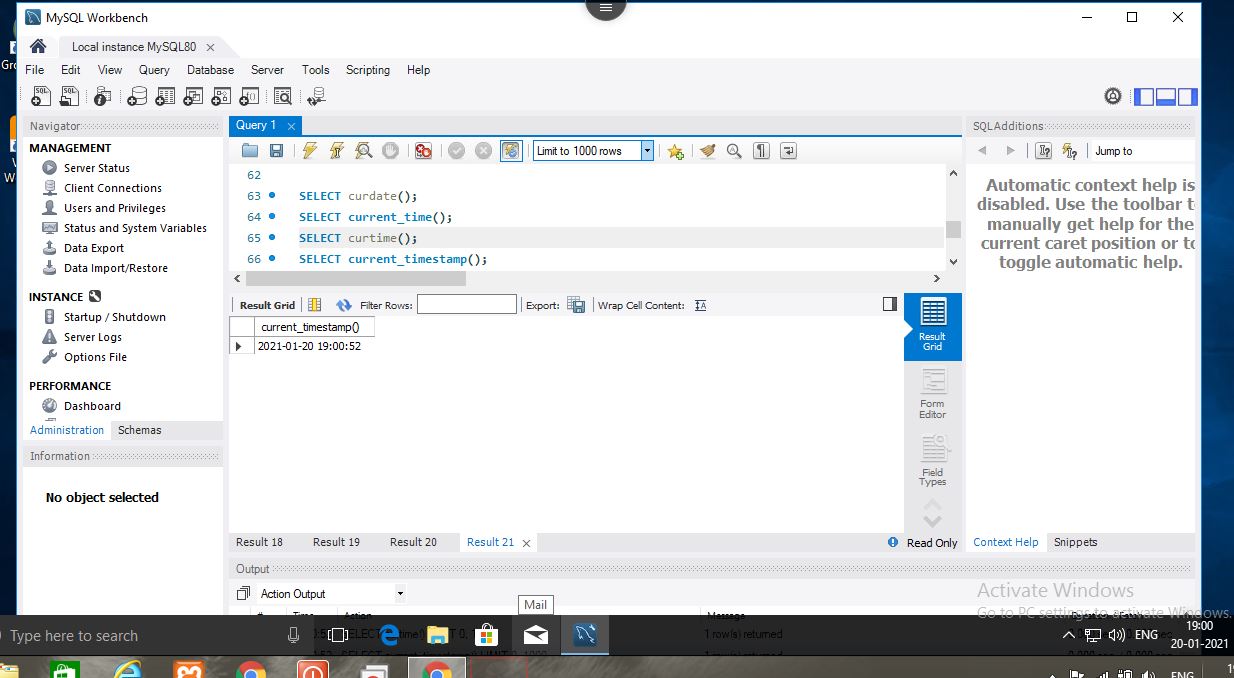 MySQL Workbench
Local instance MySQL80
File Edit View Query Database Server Tools Scripting Help
Navigator
MANAGEMENT
Server Status
Client Connections
Users and Privileges
Status and System Variables
Data Export
Data Import/Restore
INSTANCE
Startup / Shutdown
Server Logs
Options File
PERFORMANCE
Dashboard
Administration Schemas
Information
No object selected
Query 1
Limit to 1000 rows
62
63 SELECT curdate();
64 SELECT current_time();
65 SELECT curtime();
66 SELECT current_timestamp();
Result Grid Filter Rows: Export: Wrap Cell Content:
current_timestamp()
2021-01-20 19:00:52
Result Grid
Form Editor
Field Types
Result 18 Result 19 Result 20 Result 21
Read Only
SQLAdditions
Jump to
Automatic context help is
disabled. Use the toolbar t
manually get help for the
current caret position or to
toggle automatic help.
Context Help Snippets
Output
Action Output
# Time Action Message
1 row(s) returned
Activate Windows
Go to PC settings to activate Windows.
Mail
Type here to search
ENG
19:00
20-01-2021
ENG